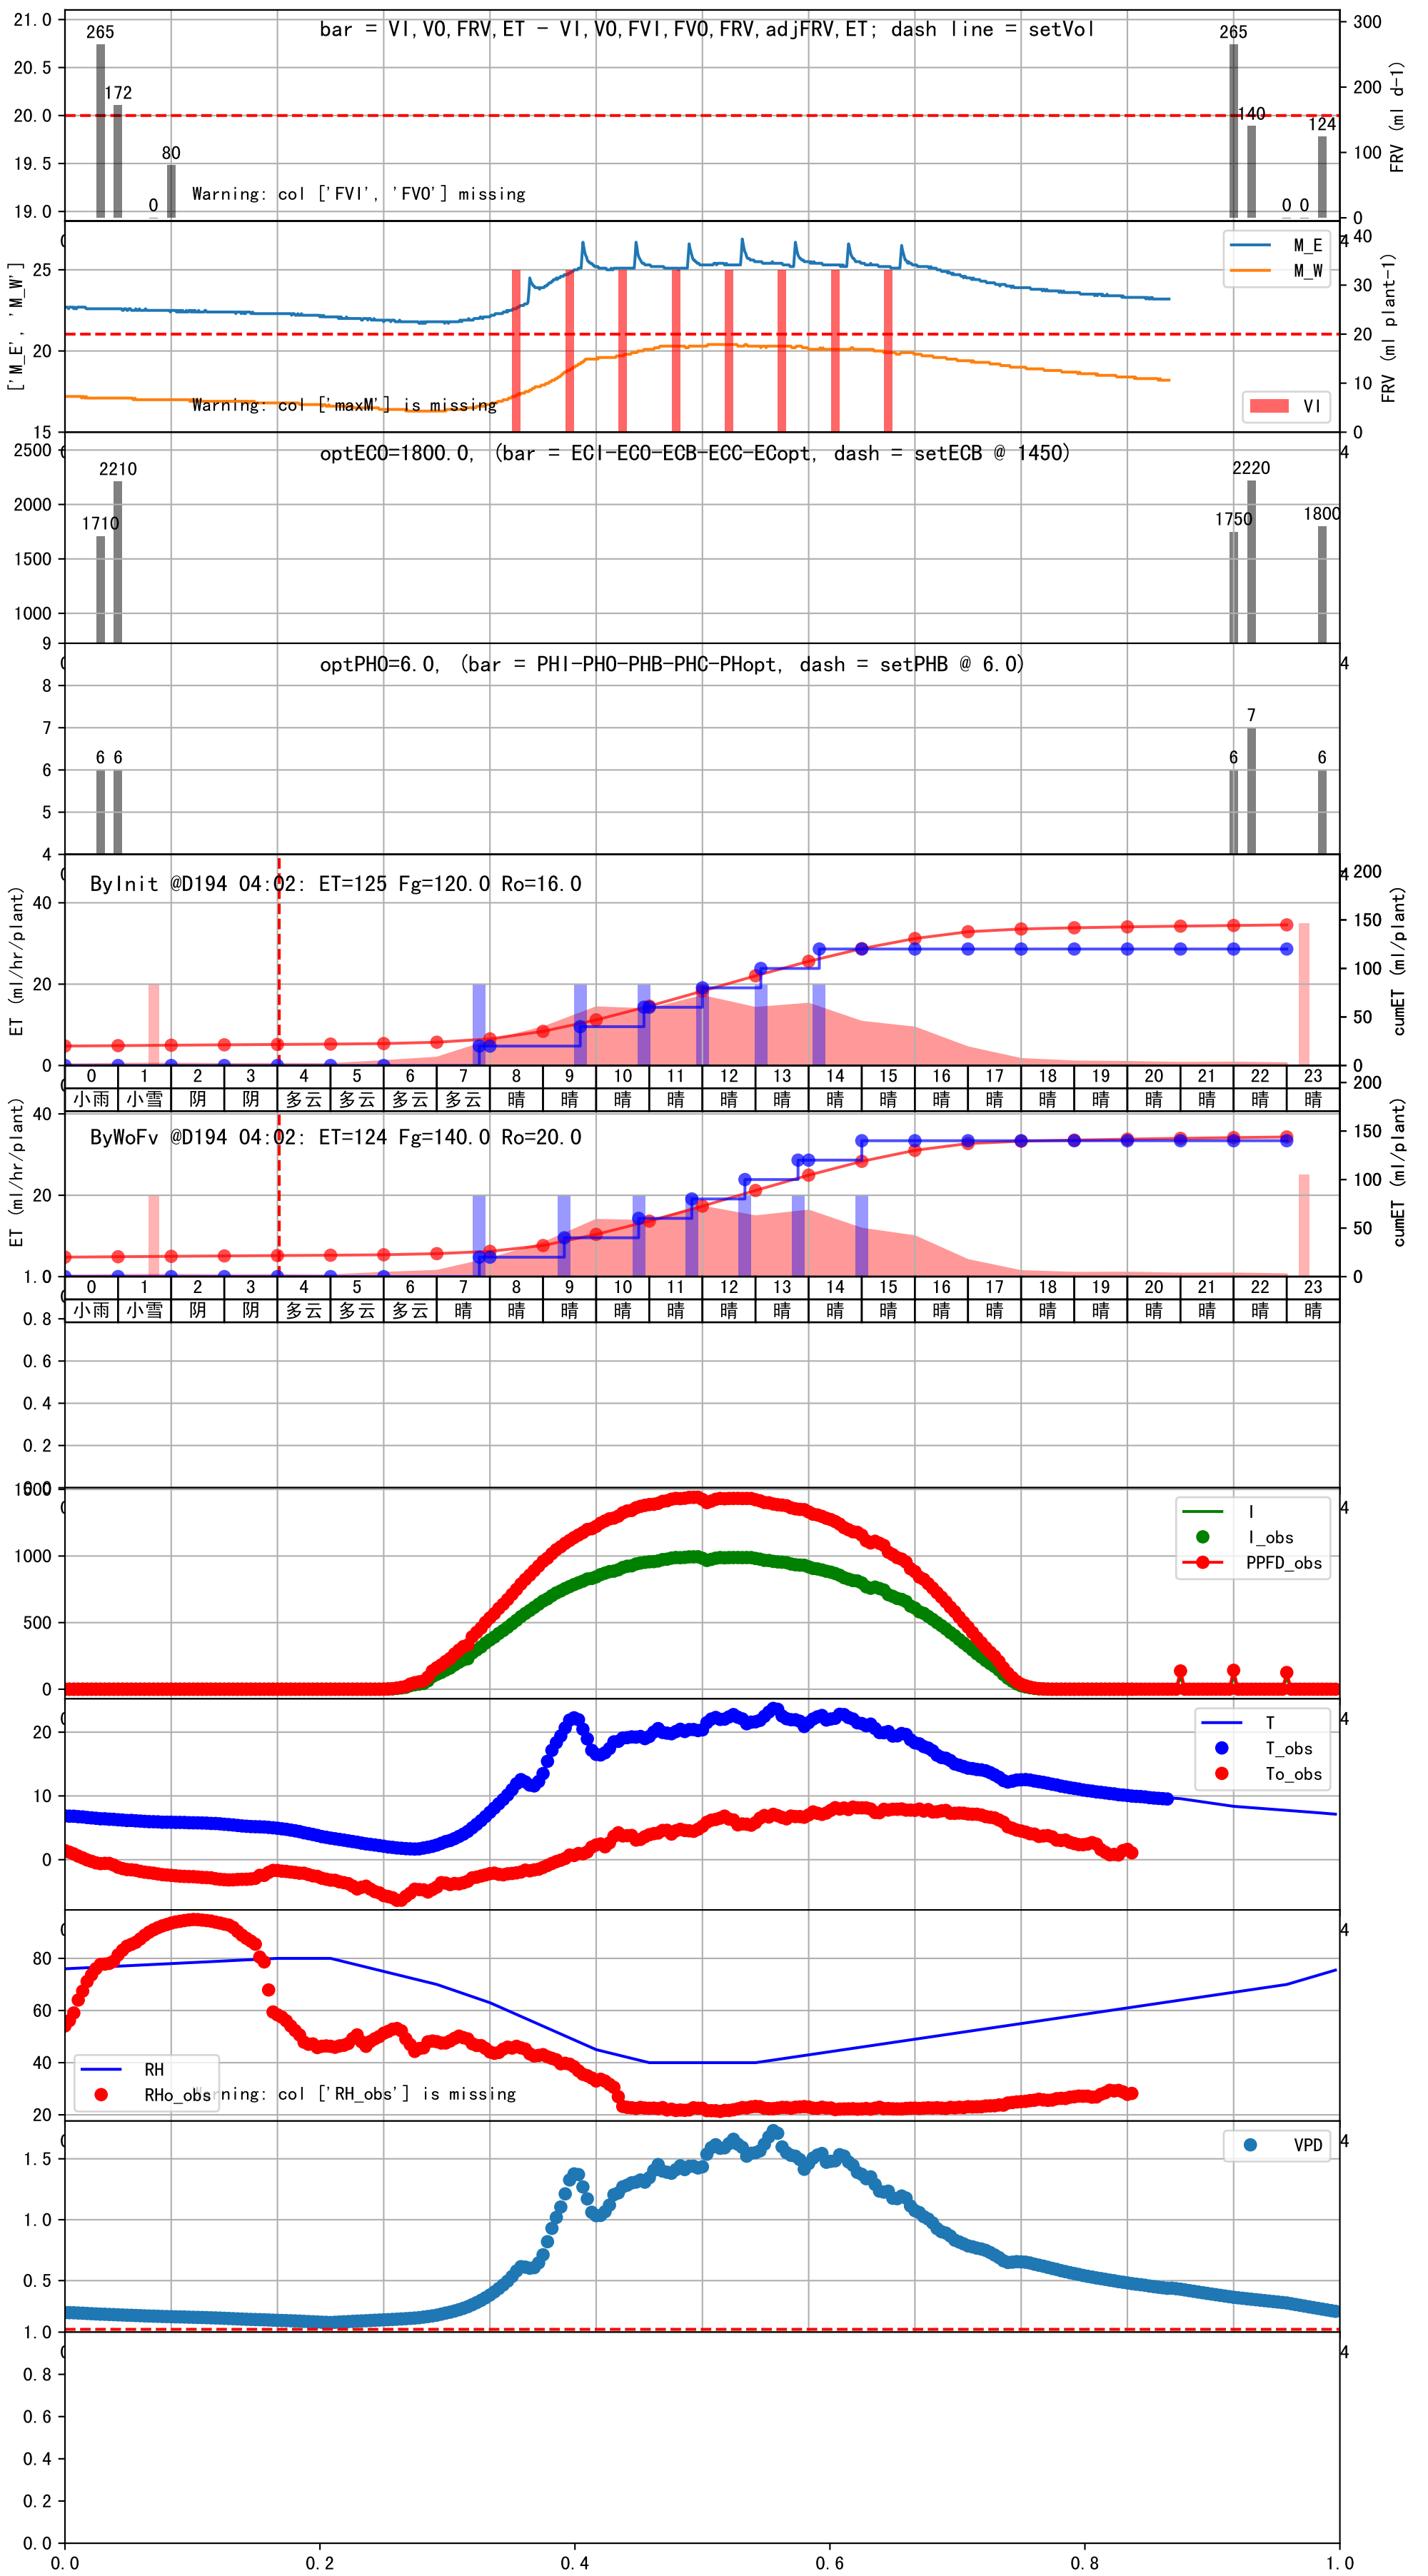 bar = VI,VO,FRV,ET - VI,VO,FVI,FVO,FRV,adjFRV,ET; dash line = setVol
21.0
20.5
20.0
19.5
19.0
265
172
0
80
265
140
0
0
124
300
200
100
0
FRV (ml d-1)
Warning: col ['FVI', 'FVO'] missing
['M_E', 'M_W']
25
20
15
M_E
M_W
VI
40
30
20
10
0
FRV (ml plant-1)
Warning: col ['maxM'] is missing
optECO=1800.0, (bar = ECI-ECO-ECB-ECC-ECopt, dash = setECB @ 1450)
2500
2000
1500
1000
1710
2210
1750
2220
1800
4
optPHO=6.0, (bar = PHI-PHO-PHB-PHC-PHopt, dash = setPHB @ 6.0)
9
8
7
6
5
4
6
6
6
7
6
4
ByInit @D194 04:02: ET=125 Fg=120.0 Ro=16.0
ET (ml/hr/plant)
40
20
0
200
150
100
50
0
cumET (ml/plant)
0 1 2 3 4 5 6 7 8 9 10 11 12 13 14 15 16 17 18 19 20 21 22 23
小雨 小雪 阴 阴 多云 多云 多云 多云 晴 晴 晴 晴 晴 晴 晴 晴 晴 晴 晴 晴 晴 晴 晴 晴
ByWoFv @D194 04:02: ET=124 Fg=140.0 Ro=20.0
ET (ml/hr/plant)
40
20
200
150
100
50
0
cumET (ml/plant)
0 1 2 3 4 5 6 7 8 9 10 11 12 13 14 15 16 17 18 19 20 21 22 23
小雨 小雪 阴 阴 多云 多云 多云 晴 晴 晴 晴 晴 晴 晴 晴 晴 晴 晴 晴 晴 晴 晴 晴 晴
1.0
0.8
0.6
0.4
0.2
1000
500
0
I
I_obs
PPFD_obs
4
20
10
0
T
T_obs
To_obs
4
80
60
40
20
RH
RHo_obs
Warning: col ['RH_obs'] is missing
4
1.5
1.0
0.5
VPD
4
1.0
0.8
0.6
0.4
0.2
0.0
4
0.0 0.2 0.4 0.6 0.8 1.0